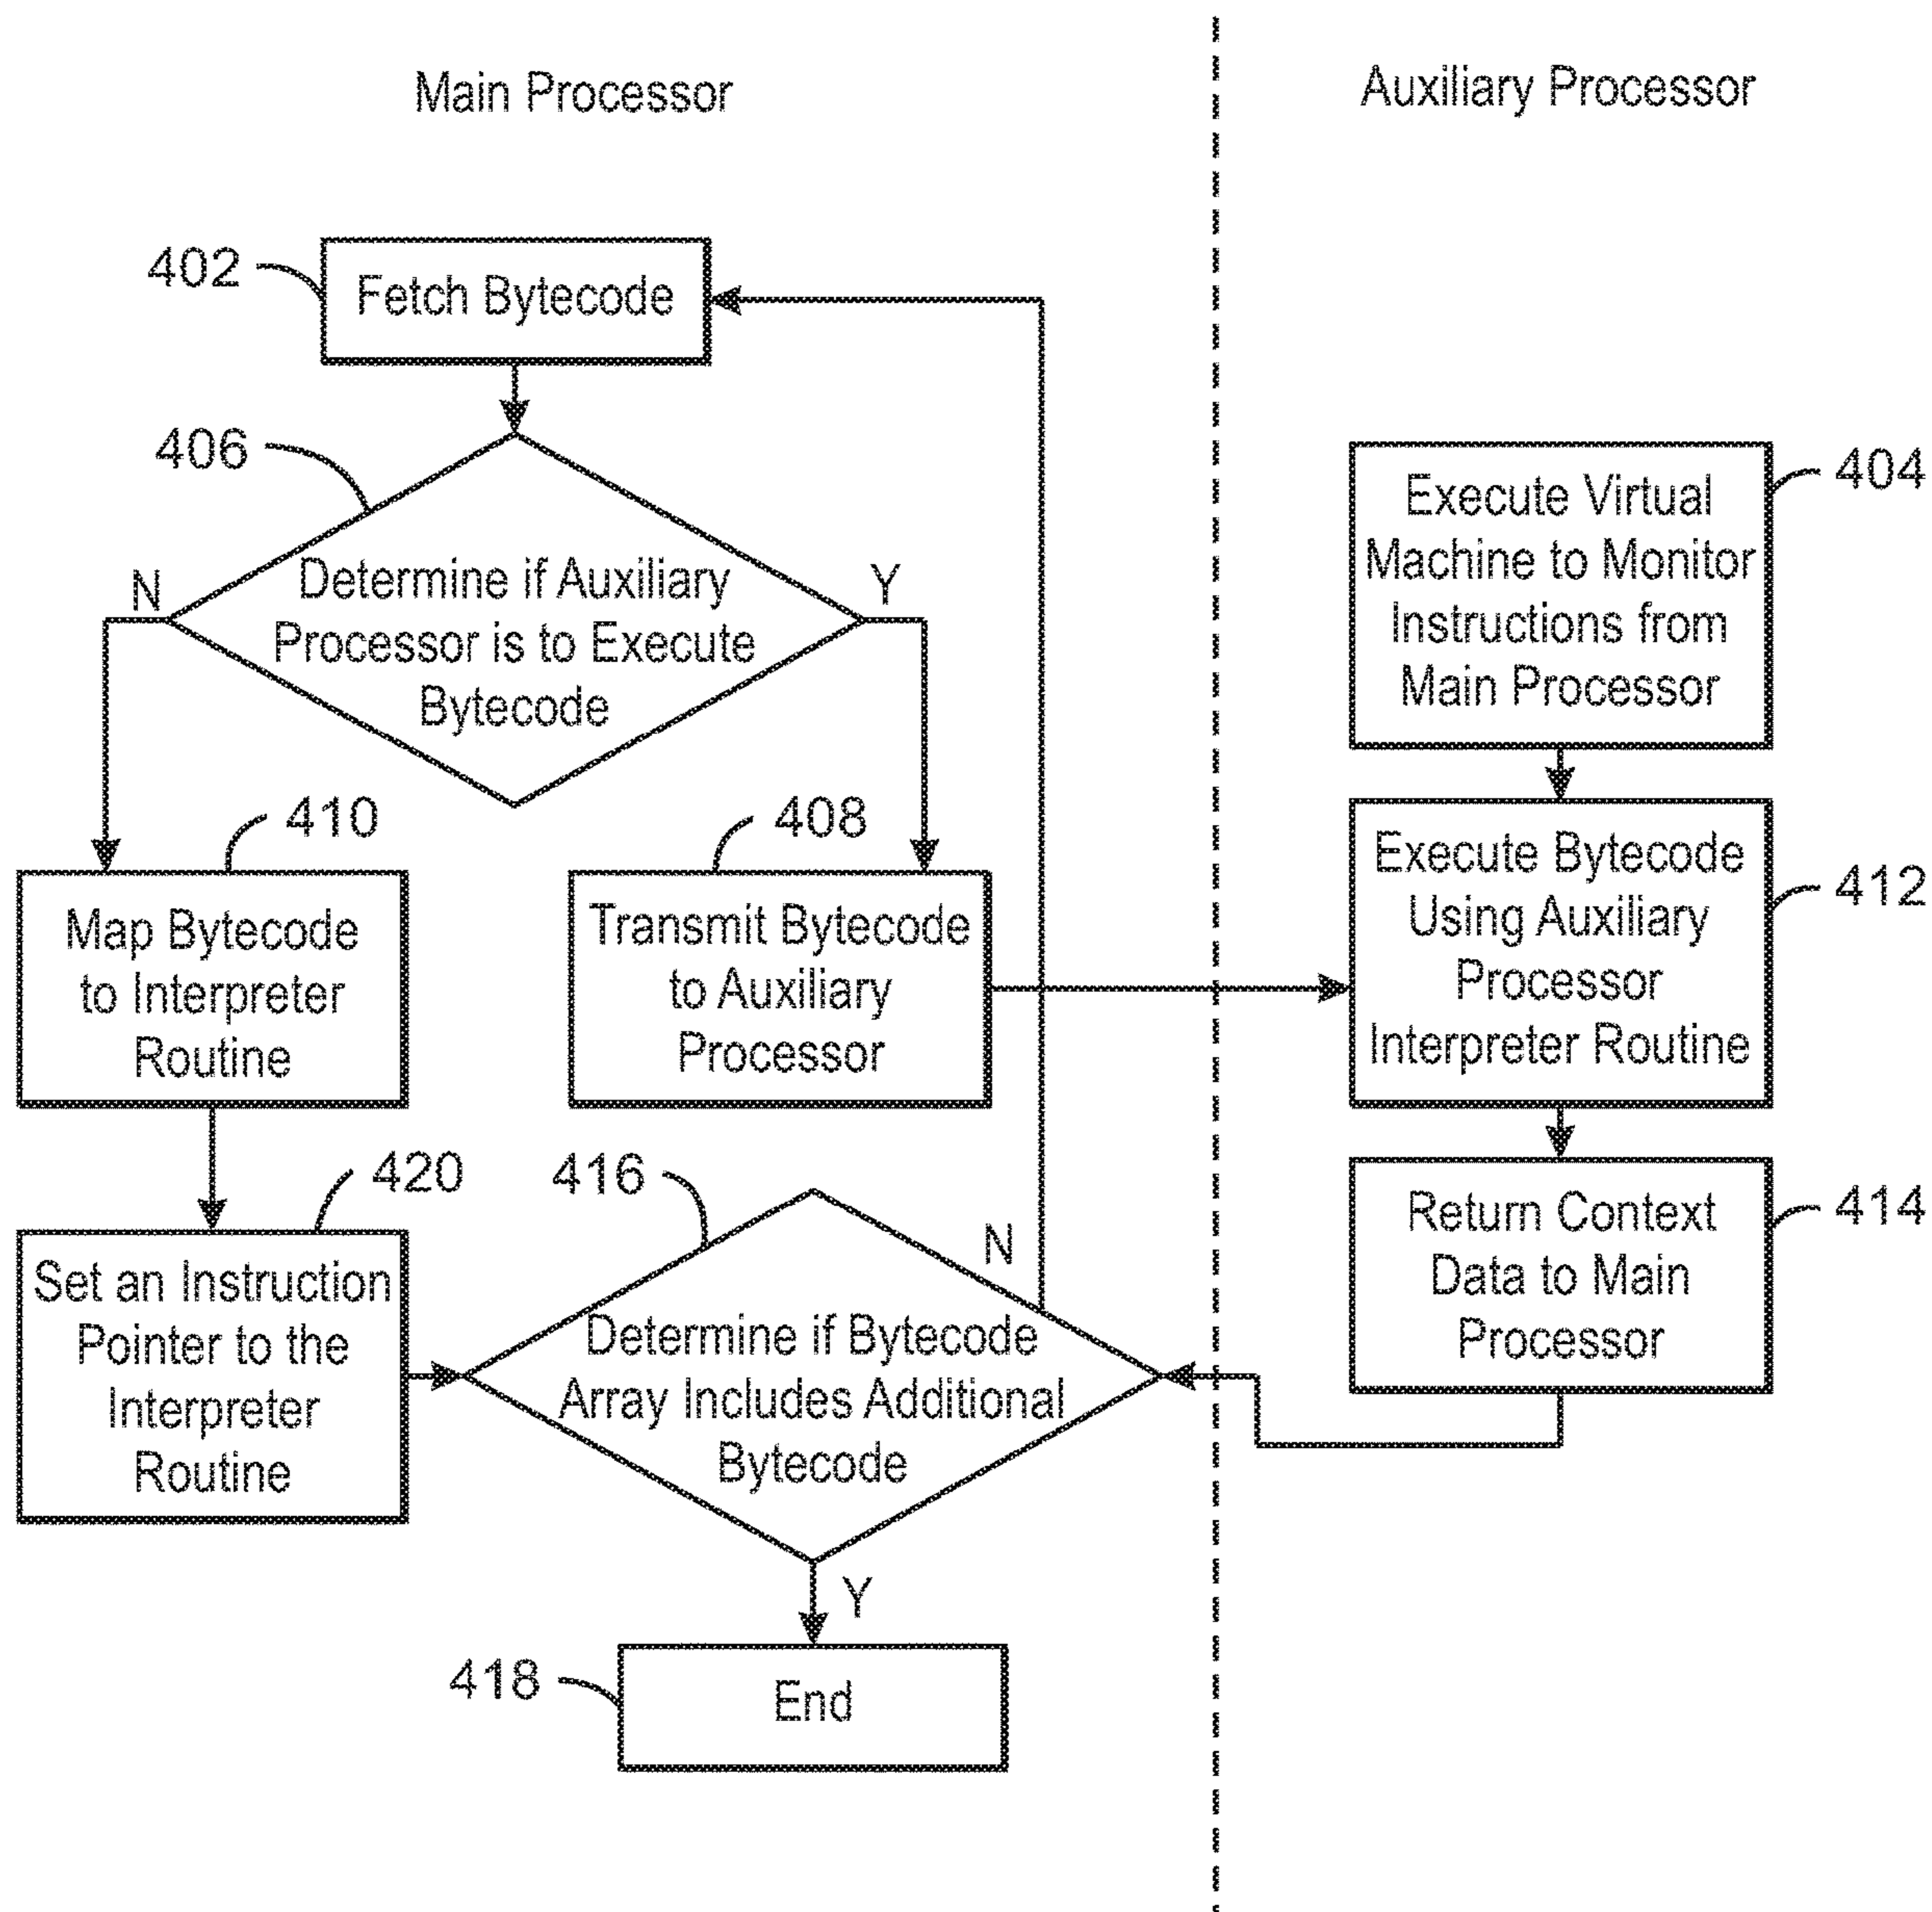 Main Processor
Auxiliary Processor
402
Fetch Bytecode
406
Determine if Auxiliary
Processor is to Execute
Bytecode
N
Y
404
Execute Virtual
Machine to Monitor
Instructions from
Main Processor
410
Map Bytecode
to Interpreter
Routine
408
Transmit Bytecode
to Auxiliary
Processor
412
Execute Bytecode
Using Auxiliary
Processor
Interpreter Routine
420
Set an Instruction
Pointer to the
Interpreter
Routine
416
N
Determine if Bytecode
Array Includes Additional
Bytecode
Y
414
Return Context
Data to Main
Processor
418
End